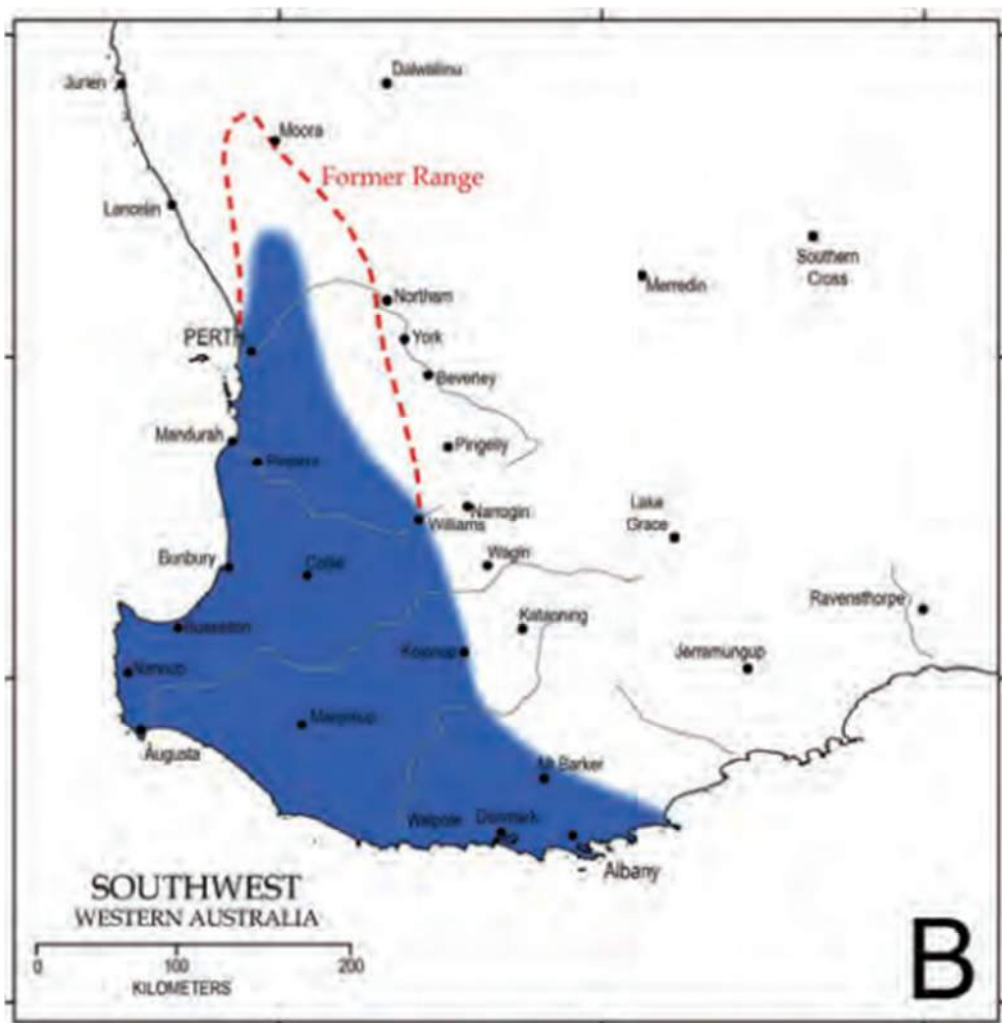 Dalwalinu
Jurien
Moora
Former Range
Lancelin
Southern
Cross
Merredin
Northam
PERTH
York
Beverley
Mandurah
Pingelly
Pinjarra
Lake
Grace
Narrogin
Williams
Bunbury
Wagin
Collie
Ravensthorpe
Katanning
Busselton
Kojonup
Jerramungup
Nannup
Manjimup
Augusta
Mt Barker
Walpole
Denmark
Albany
SOUTHWEST
WESTERN AUSTRALIA
0 100 200
KILOMETERS
B